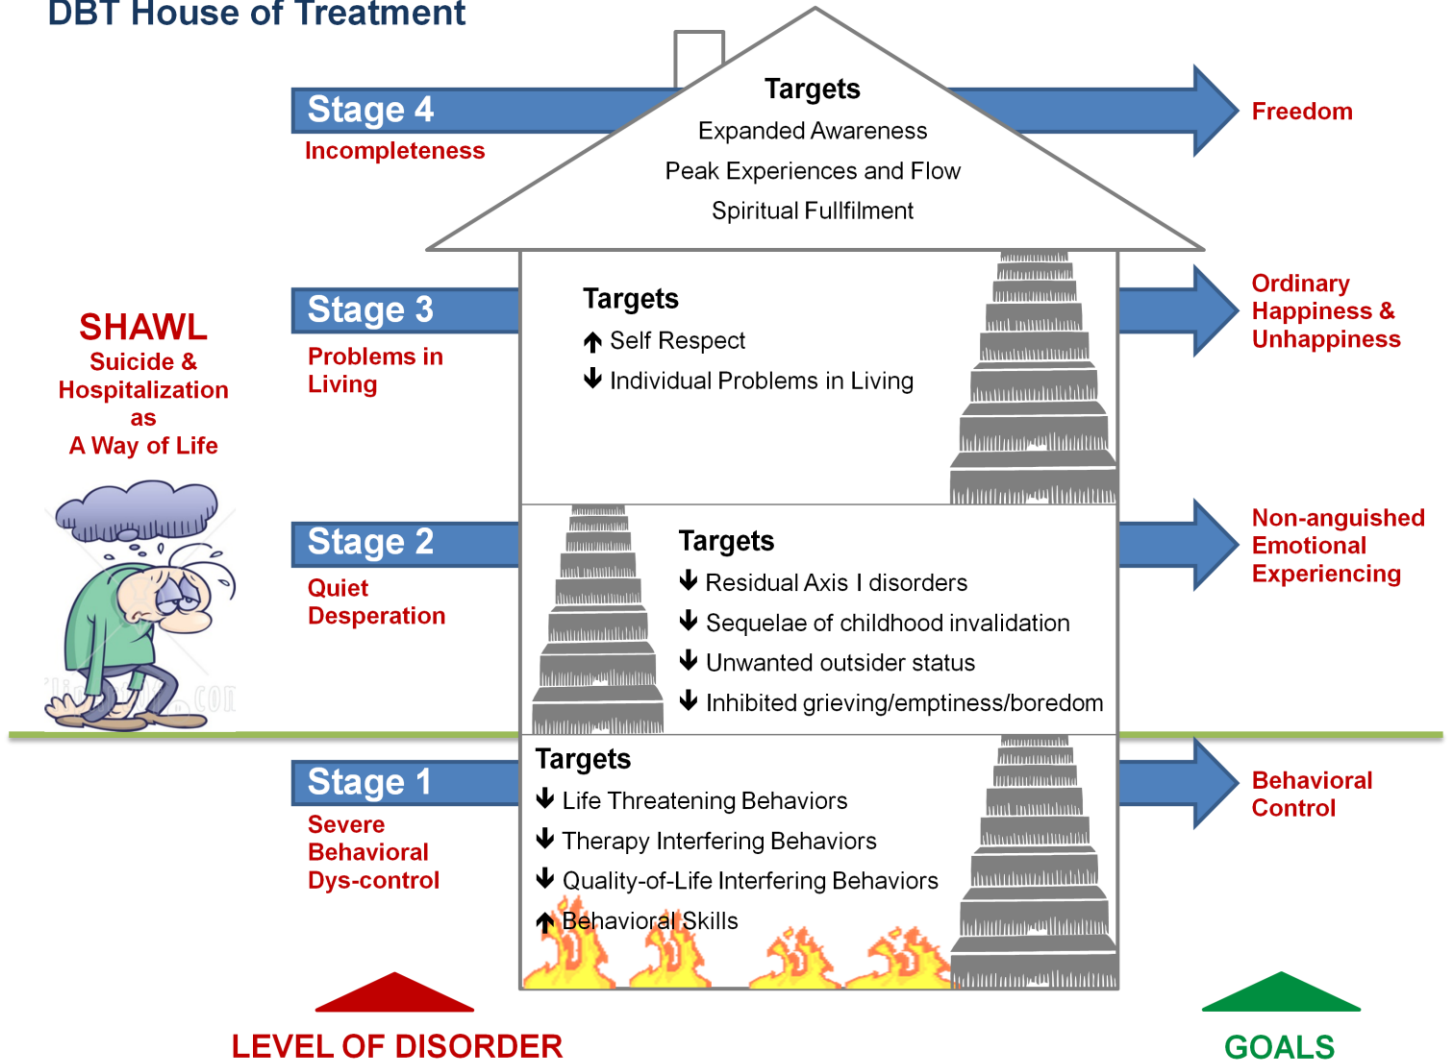 DBT House of Treatment
Targets
Stage 4
Expanded Awareness
Freedom
Incompleteness
Peak Experiences and Flow
Spiritual Fullfilment
Stage 3
Targets
Ordinary
Happiness &
Unhappiness
SHAWL
Suicide &
Hospitalization
as
A Way of Life
Problems in
Living
↑ Self Respect
↓ Individual Problems in Living
Stage 2
Quiet
Desperation
Targets
↓ Residual Axis I disorders
↓ Sequelae of childhood invalidation
↓ Unwanted outsider status
↓ Inhibited grieving/emptiness/boredom
Non-anguished
Emotional
Experiencing
Stage 1
Severe
Behavioral
Dys-control
Targets
↓ Life Threatening Behaviors
↓ Therapy Interfering Behaviors
↓ Quality-of-Life Interfering Behaviors
↑ Behavioral Skills
Behavioral
Control
LEVEL OF DISORDER
GOALS